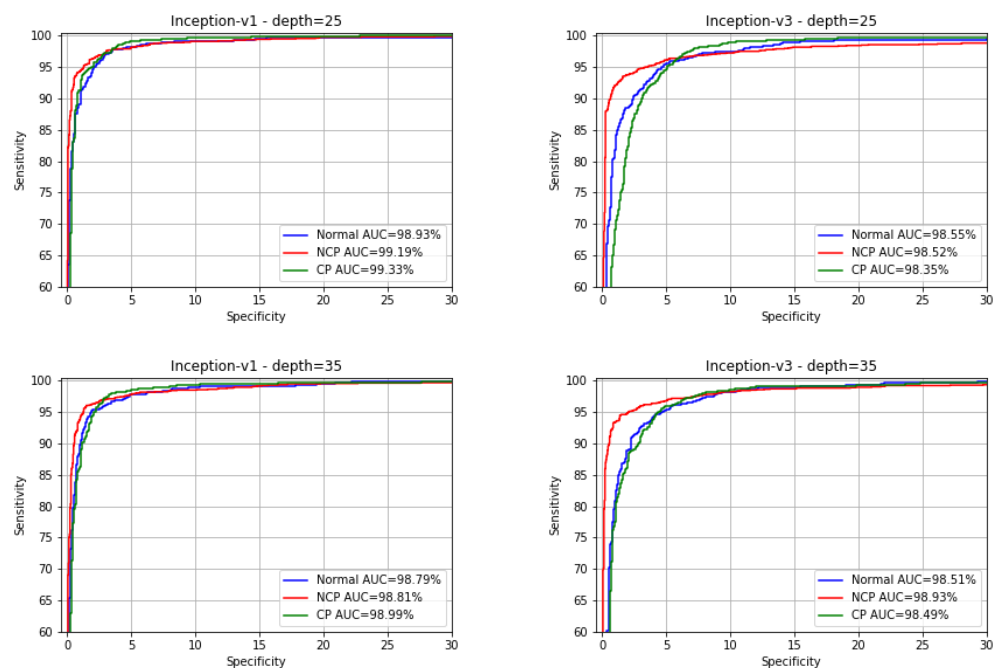 Inception-v1 - depth=25
100
95
90
85
80
75
70
65
60
Sensitivity
Normal AUC=98.93%
NCP AUC=99.19%
CP AUC=99.33%
0 5 10 15 20 25 30
Specificity
Inception-v3 - depth=25
100
95
90
85
80
75
70
65
60
Sensitivity
Normal AUC=98.55%
NCP AUC=98.52%
CP AUC=98.35%
0 5 10 15 20 25 30
Specificity
Inception-v1 - depth=35
100
95
90
85
80
75
70
65
60
Sensitivity
Normal AUC=98.79%
NCP AUC=98.81%
CP AUC=98.99%
0 5 10 15 20 25 30
Specificity
Inception-v3 - depth=35
100
95
90
85
80
75
70
65
60
Sensitivity
Normal AUC=98.51%
NCP AUC=98.93%
CP AUC=98.49%
0 5 10 15 20 25 30
Specificity